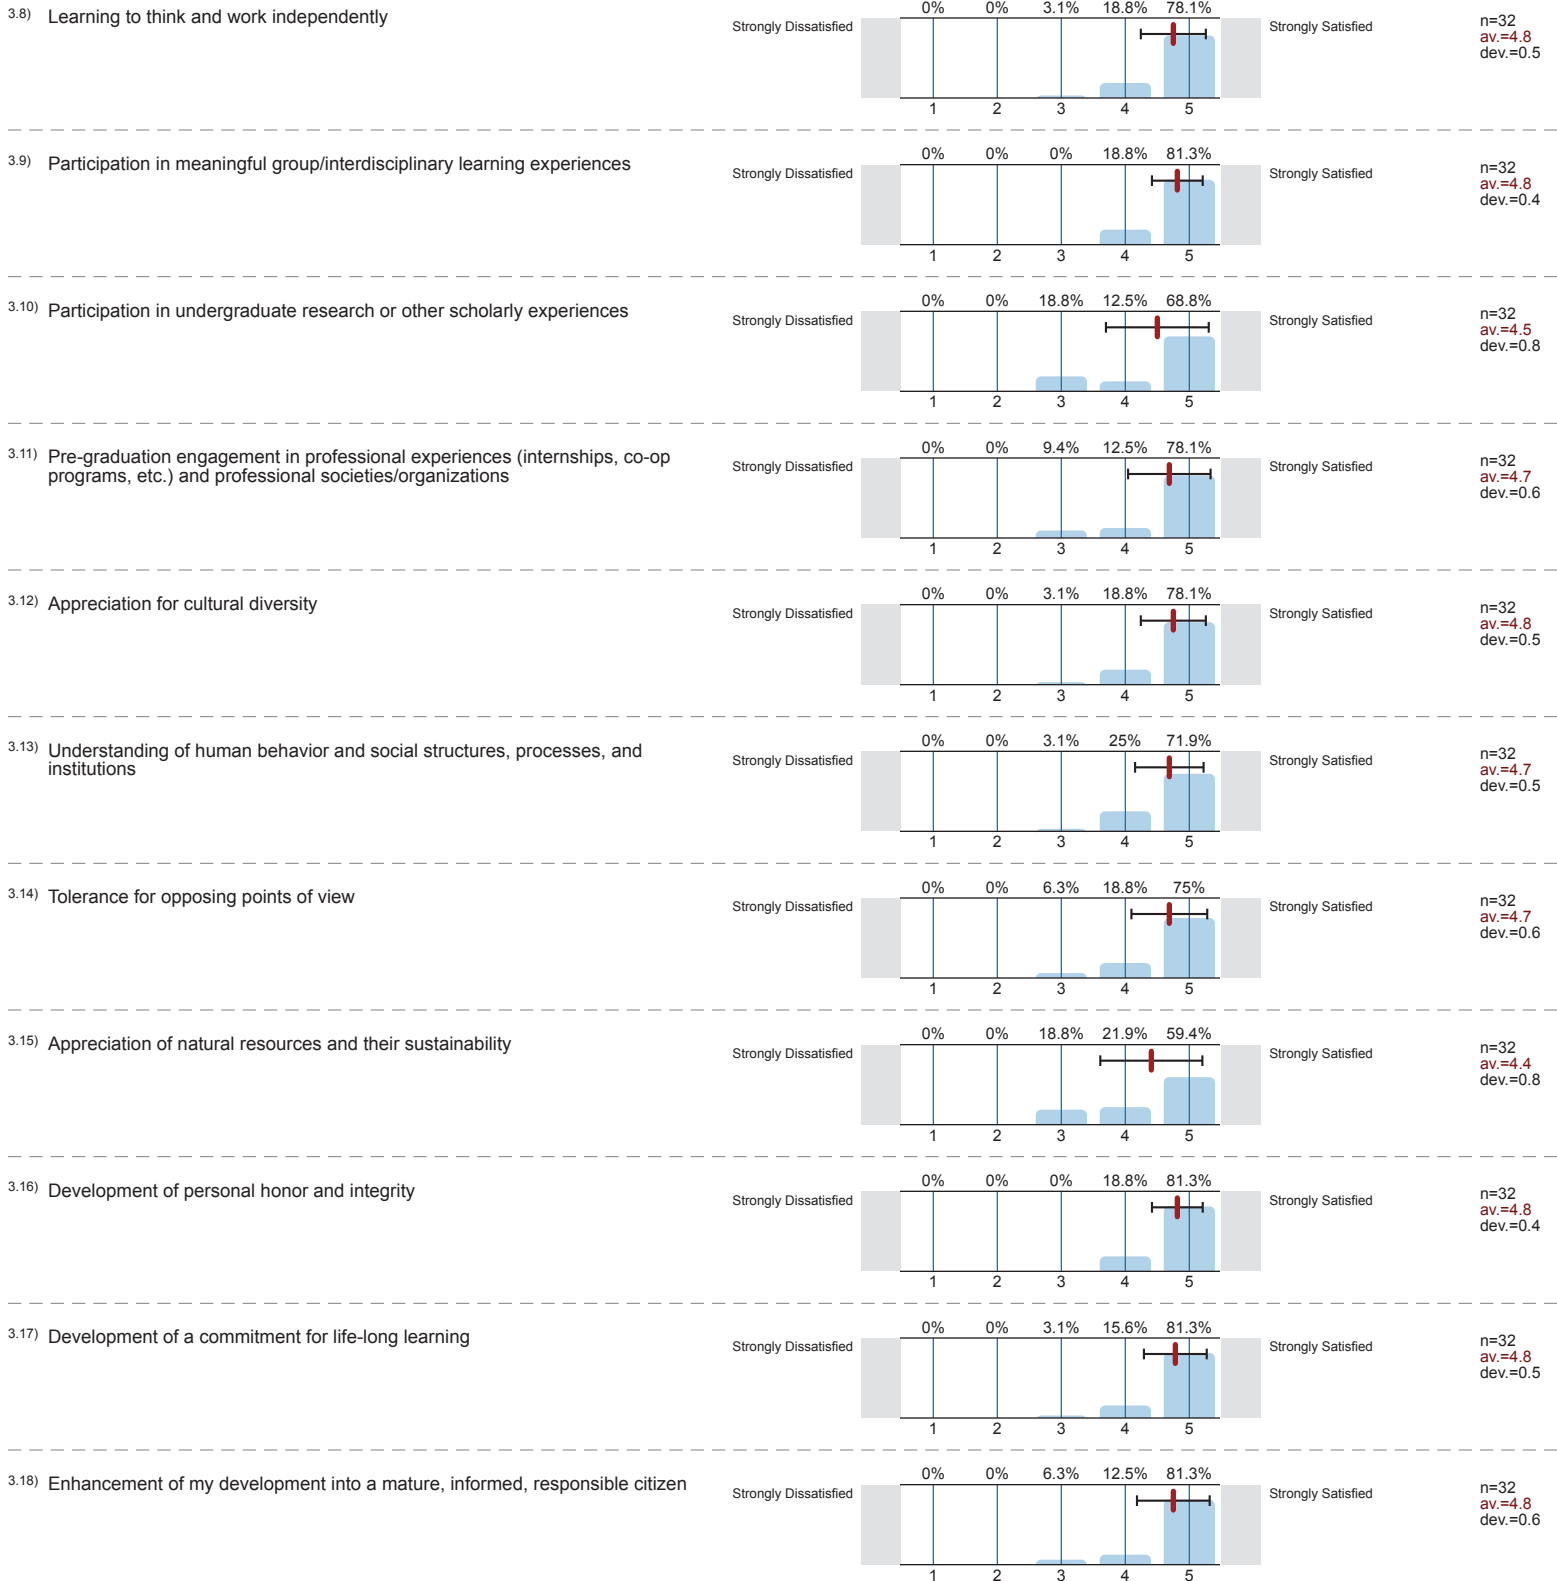 3.8) Learning to think and work independently
0% 0% 3.1% 18.8% 78.1%
Strongly Dissatisfied Strongly Satisfied
n=32
av.=4.8
dev.=0.5
1 2 3 4 5
3.9) Participation in meaningful group/interdisciplinary learning experiences
0% 0% 0% 18.8% 81.3%
Strongly Dissatisfied Strongly Satisfied
n=32
av.=4.8
dev.=0.4
1 2 3 4 5
3.10) Participation in undergraduate research or other scholarly experiences
0% 0% 18.8% 12.5% 68.8%
Strongly Dissatisfied Strongly Satisfied
n=32
av.=4.5
dev.=0.8
1 2 3 4 5
3.11) Pre-graduation engagement in professional experiences (internships, co-op
programs, etc.) and professional societies/organizations
0% 0% 9.4% 12.5% 78.1%
Strongly Dissatisfied Strongly Satisfied
n=32
av.=4.7
dev.=0.6
1 2 3 4 5
3.12) Appreciation for cultural diversity
0% 0% 3.1% 18.8% 78.1%
Strongly Dissatisfied Strongly Satisfied
n=32
av.=4.8
dev.=0.5
1 2 3 4 5
3.13) Understanding of human behavior and social structures, processes, and
institutions
0% 0% 3.1% 25% 71.9%
Strongly Dissatisfied Strongly Satisfied
n=32
av.=4.7
dev.=0.5
1 2 3 4 5
3.14) Tolerance for opposing points of view
0% 0% 6.3% 18.8% 75%
Strongly Dissatisfied Strongly Satisfied
n=32
av.=4.7
dev.=0.6
1 2 3 4 5
3.15) Appreciation of natural resources and their sustainability
0% 0% 18.8% 21.9% 59.4%
Strongly Dissatisfied Strongly Satisfied
n=32
av.=4.4
dev.=0.8
1 2 3 4 5
3.16) Development of personal honor and integrity
0% 0% 0% 18.8% 81.3%
Strongly Dissatisfied Strongly Satisfied
n=32
av.=4.8
dev.=0.4
1 2 3 4 5
3.17) Development of a commitment for life-long learning
0% 0% 3.1% 15.6% 81.3%
Strongly Dissatisfied Strongly Satisfied
n=32
av.=4.8
dev.=0.5
1 2 3 4 5
3.18) Enhancement of my development into a mature, informed, responsible citizen
0% 0% 6.3% 12.5% 81.3%
Strongly Dissatisfied Strongly Satisfied
n=32
av.=4.8
dev.=0.6
1 2 3 4 5